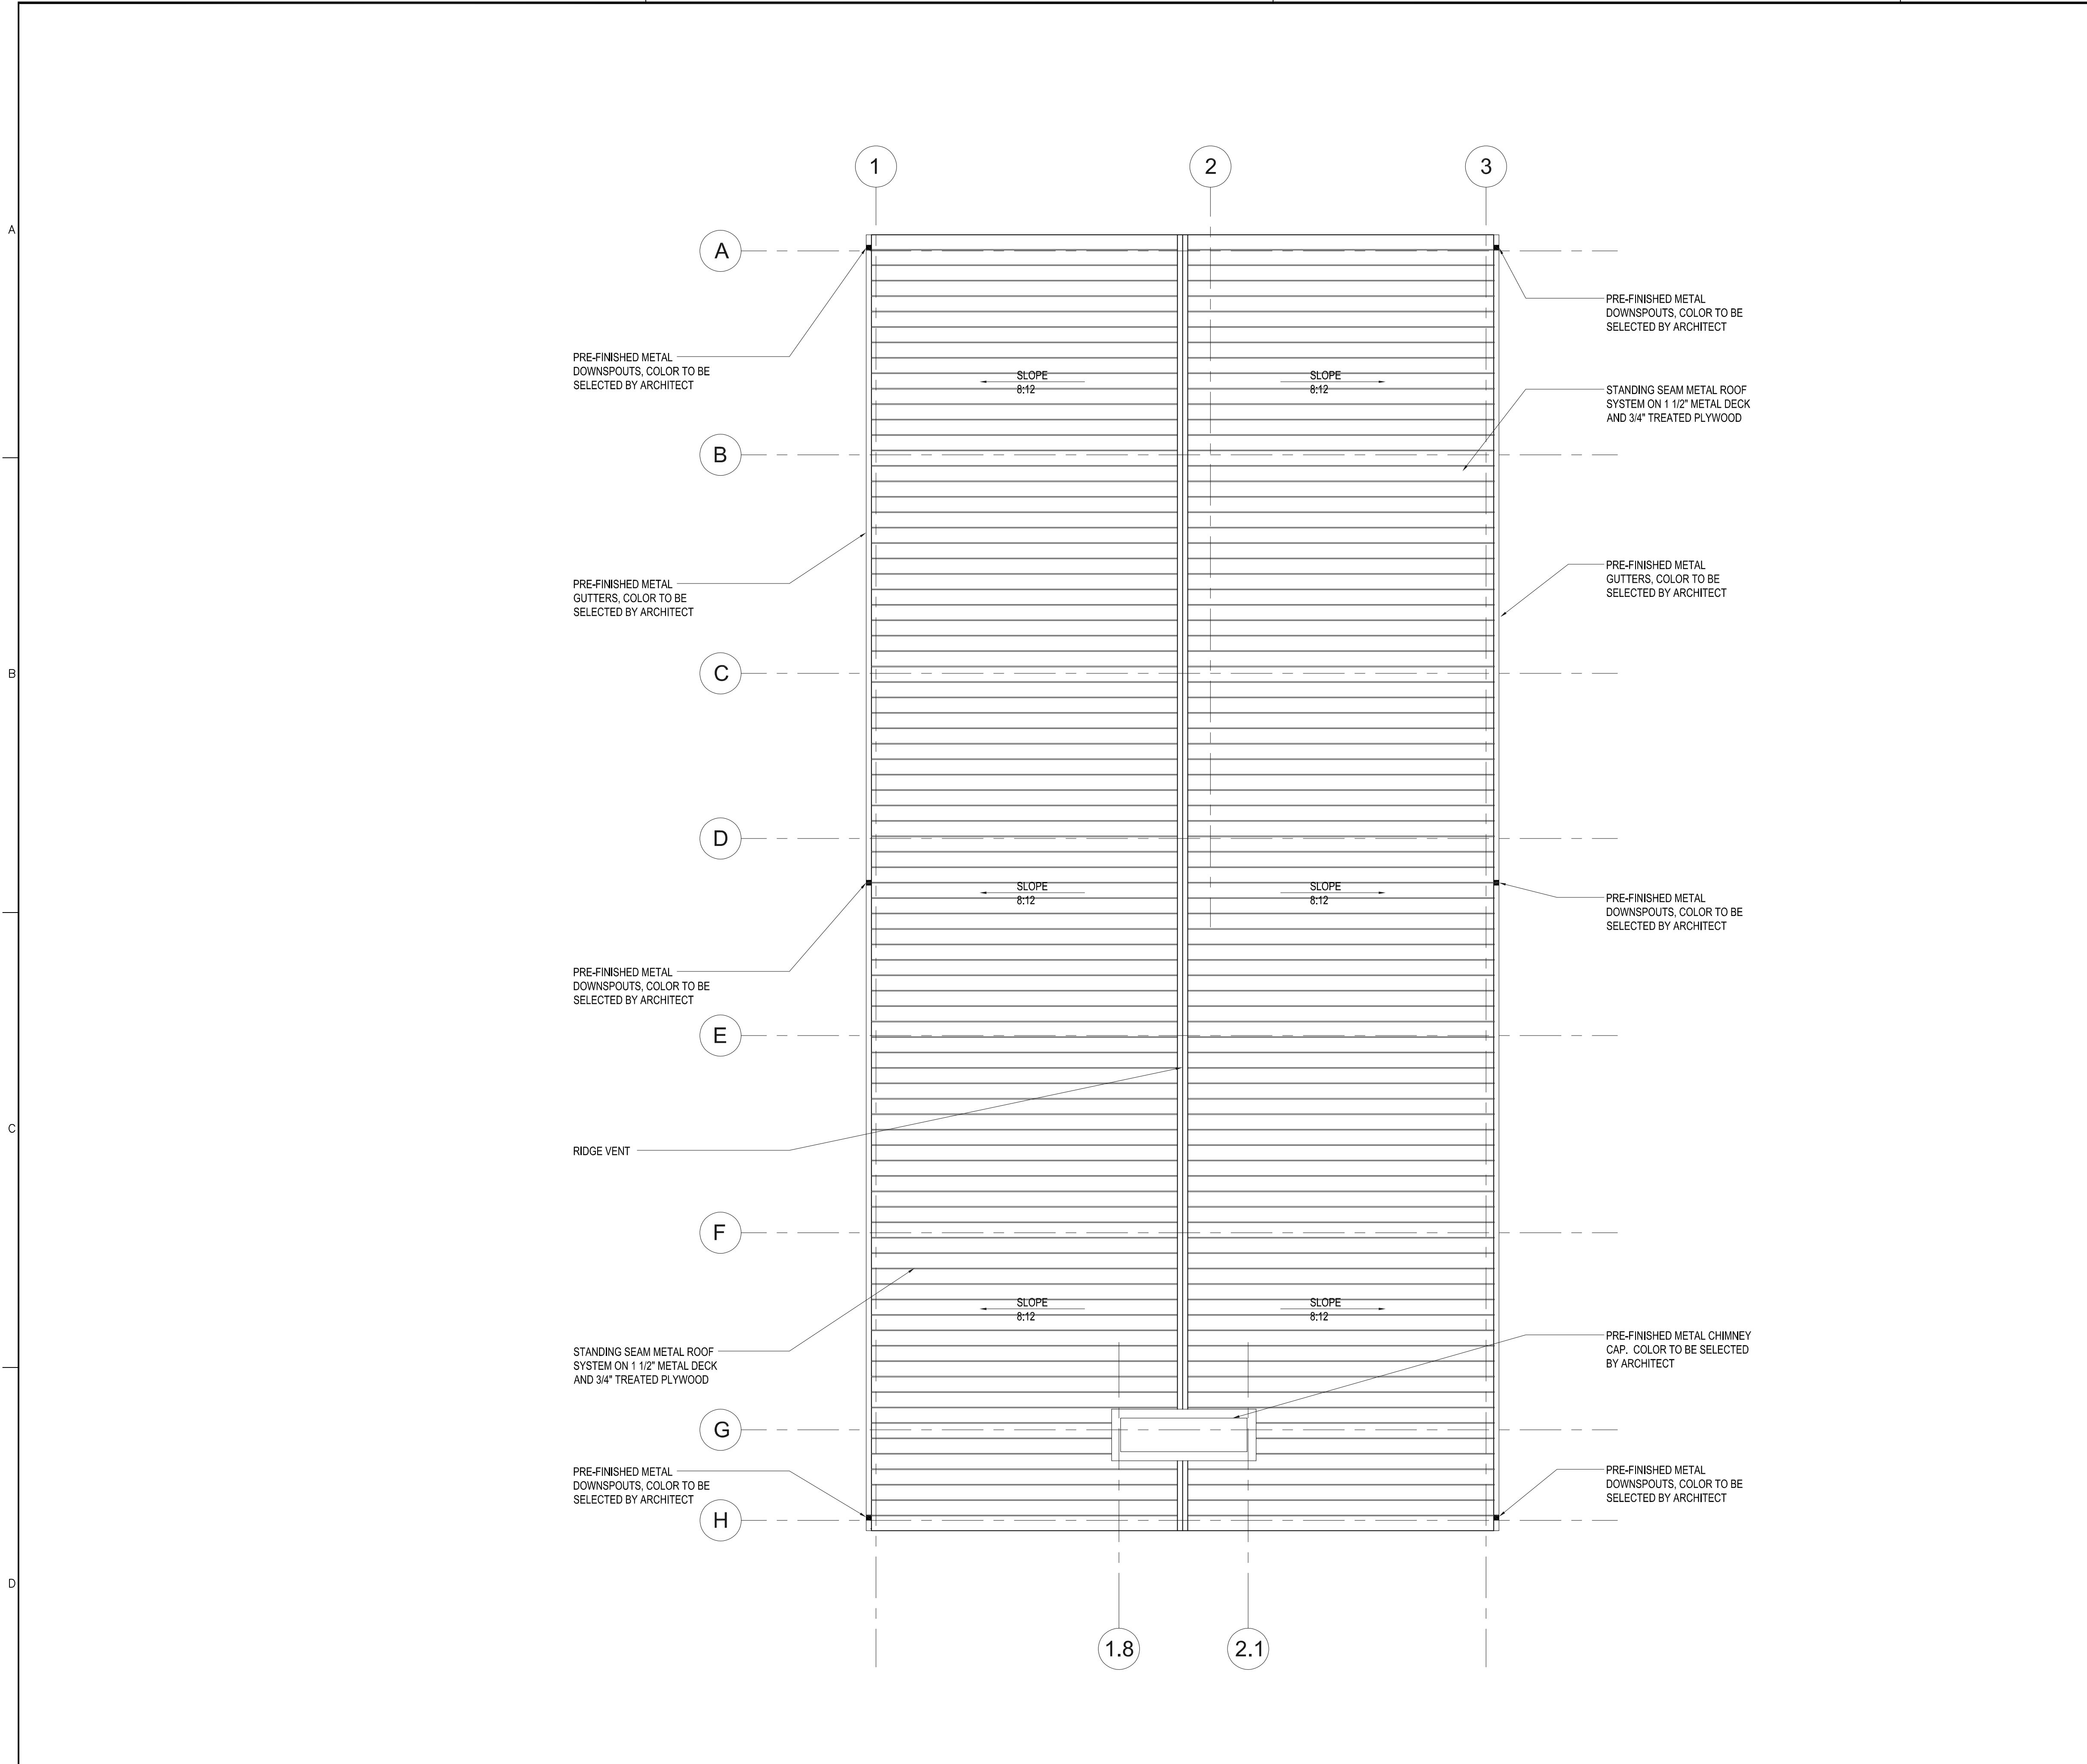 1
2
3
A
A
PRE-FINISHED METAL
DOWNSPOUTS, COLOR TO BE
SELECTED BY ARCHITECT
PRE-FINISHED METAL
DOWNSPOUTS, COLOR TO BE
SELECTED BY ARCHITECT
SLOPE
8:12
SLOPE
8:12
STANDING SEAM METAL ROOF
SYSTEM ON 1 1/2" METAL DECK
AND 3/4" TREATED PLYWOOD
B
PRE-FINISHED METAL
GUTTERS, COLOR TO BE
SELECTED BY ARCHITECT
PRE-FINISHED METAL
GUTTERS, COLOR TO BE
SELECTED BY ARCHITECT
B
C
D
SLOPE
8:12
SLOPE
8:12
PRE-FINISHED METAL
DOWNSPOUTS, COLOR TO BE
SELECTED BY ARCHITECT
PRE-FINISHED METAL
DOWNSPOUTS, COLOR TO BE
SELECTED BY ARCHITECT
E
C
RIDGE VENT
F
SLOPE
8:12
SLOPE
8:12
STANDING SEAM METAL ROOF
SYSTEM ON 1 1/2" METAL DECK
AND 3/4" TREATED PLYWOOD
PRE-FINISHED METAL CHIMNEY
CAP. COLOR TO BE SELECTED
BY ARCHITECT
G
PRE-FINISHED METAL
DOWNSPOUTS, COLOR TO BE
SELECTED BY ARCHITECT
PRE-FINISHED METAL
DOWNSPOUTS, COLOR TO BE
SELECTED BY ARCHITECT
H
D
1.8
2.1